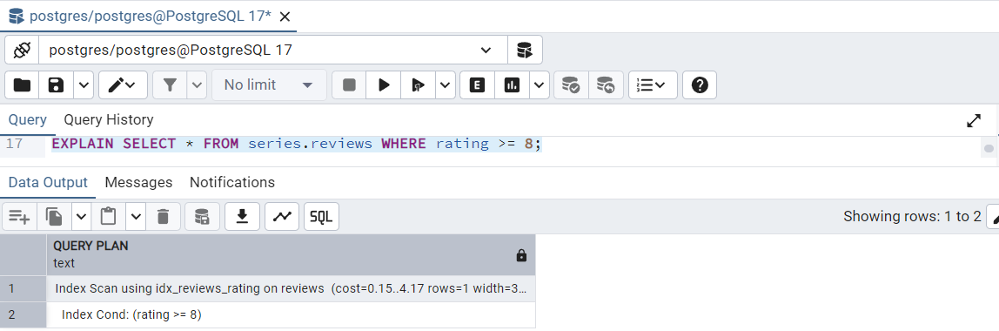 postgres/postgres@PostgreSQL 17*
postgres/postgres@PostgreSQL 17
No limit
E
Query Query History
17 EXPLAIN SELECT * FROM series.reviews WHERE rating >= 8;
Data Output Messages Notifications
SQL Showing rows: 1 to 2
QUERY PLAN
text
1 Index Scan using idx_reviews_rating on reviews (cost=0.15..4.17 rows=1 width=3...
2 Index Cond: (rating >= 8)